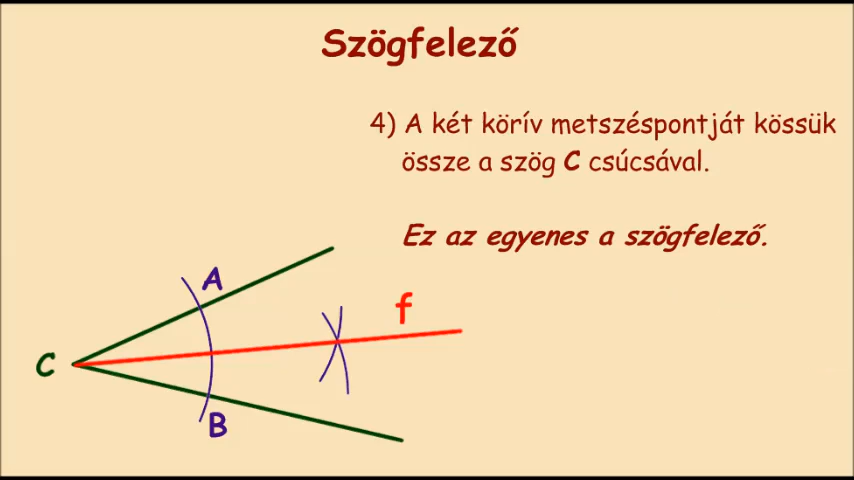 Szögfelező
4) A két körív metszéspontját kössük
össze a szög C csúcsával.
Ez az egyenes a szögfelező.
A
f
C
B